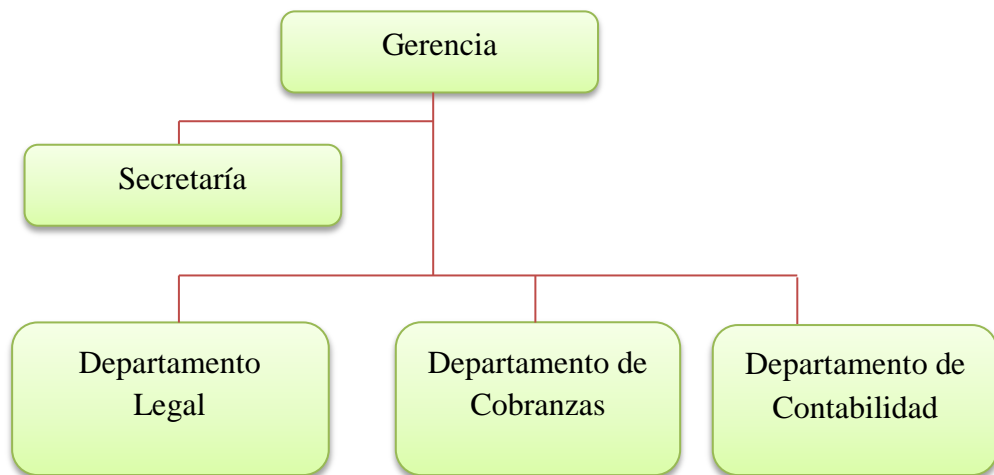 Gerencia
Secretaría
Departamento
Legal
Departamento de
Cobranzas
Departamento de
Contabilidad